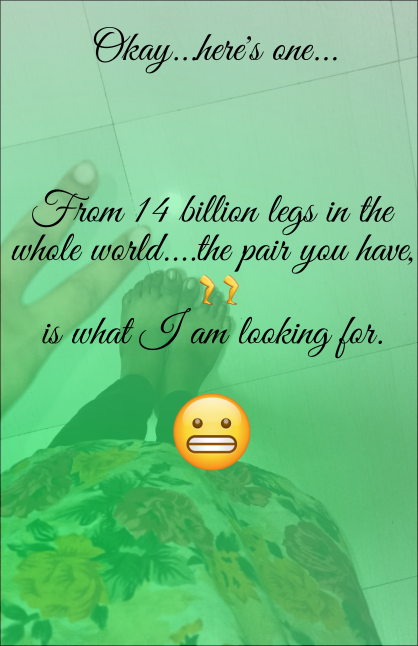 Okay...here's one...
From 14 billion legs in the
whole world....the pair you have,
is what I am looking for.